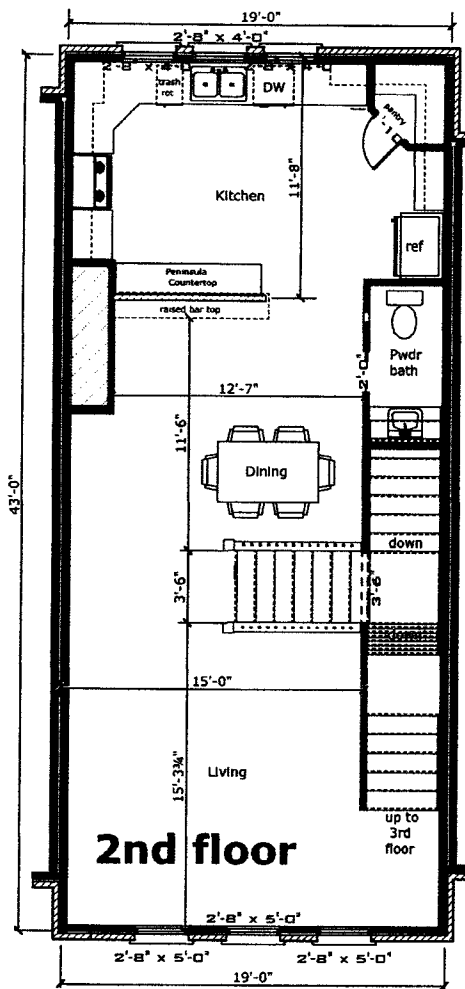 19'-0"
2'-8" x 4'-0"
trash
DW
pantry
Kitchen
11'-8"
ref
Peninsula
Countertop
raised bar top
Pwdr
bath
2'-0"
12'-7"
11'-6"
Dining
43'-0"
down
3'-6"
3'-6"
15'-0"
15'-3¾"
Living
up to
3rd
floor
2nd floor
2'-8" x 5'-0"
2'-8" x 5'-0"
2'-8" x 5'-0"
19'-0"